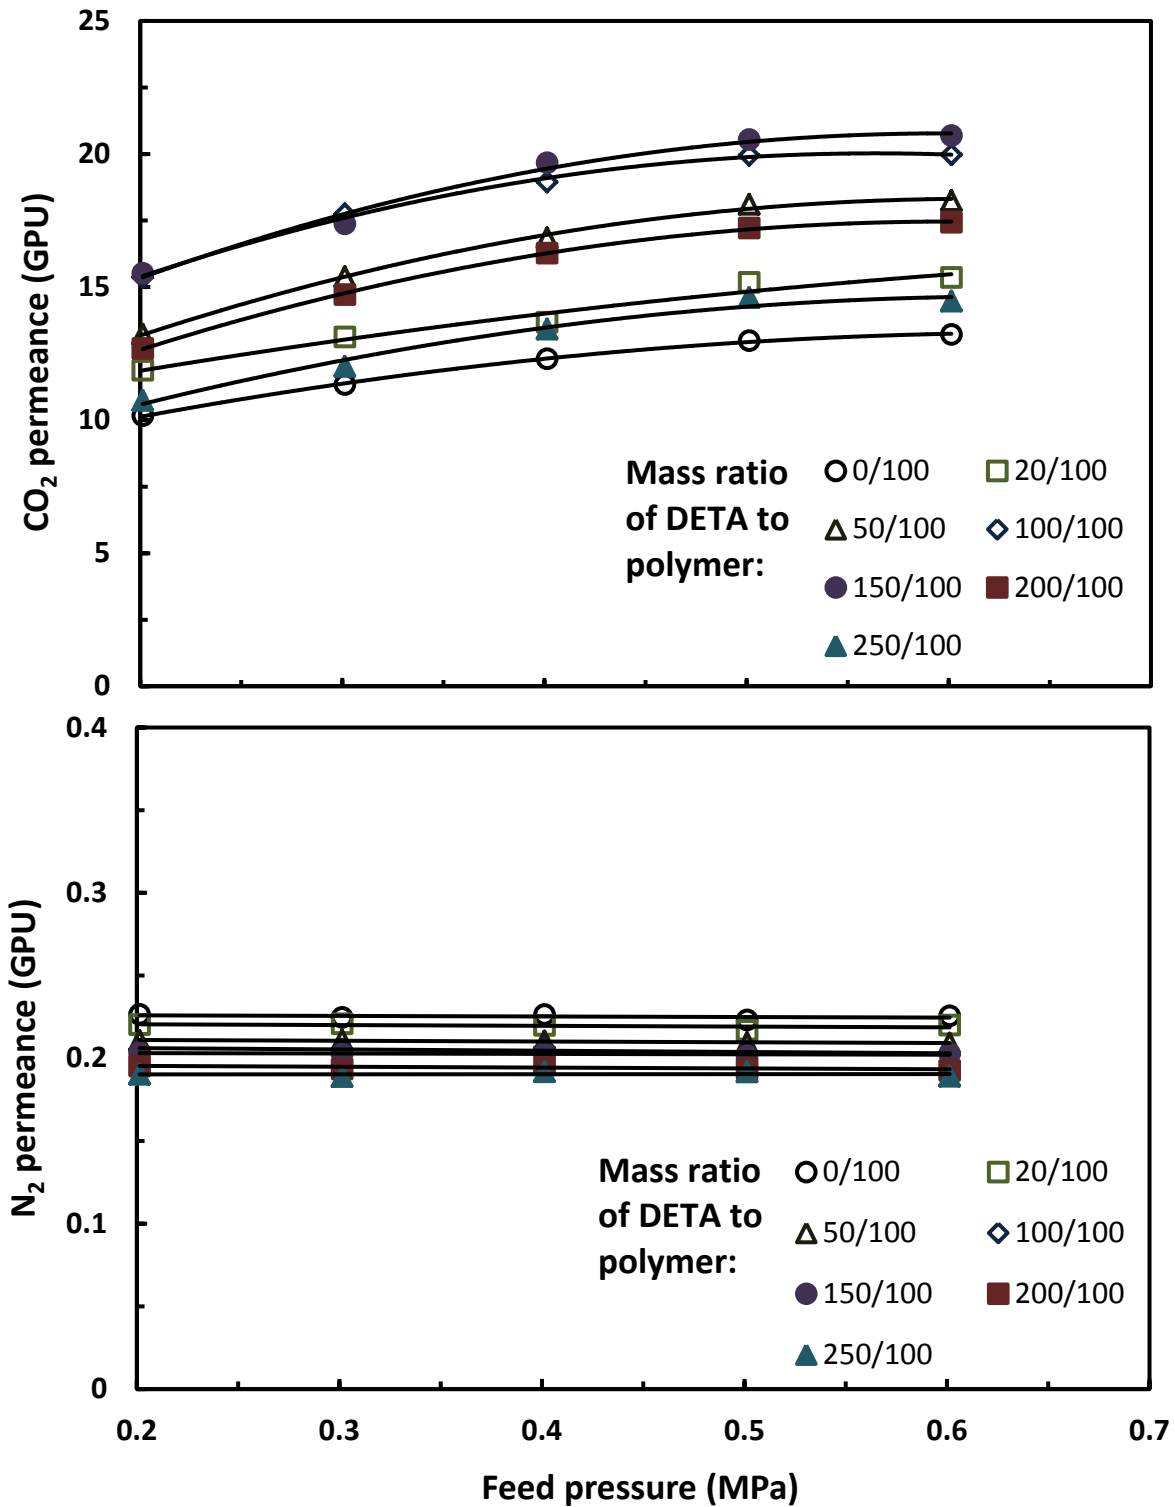 25
20
15
10
5
0
CO2 permeance (GPU)
Mass ratio
of DETA to
polymer:
0/100 20/100
50/100 100/100
150/100 200/100
250/100
0.4
0.3
0.2
0.1
0
N2 permeance (GPU)
Mass ratio
of DETA to
polymer:
0/100 20/100
50/100 100/100
150/100 200/100
250/100
0.2 0.3 0.4 0.5 0.6 0.7
Feed pressure (MPa)